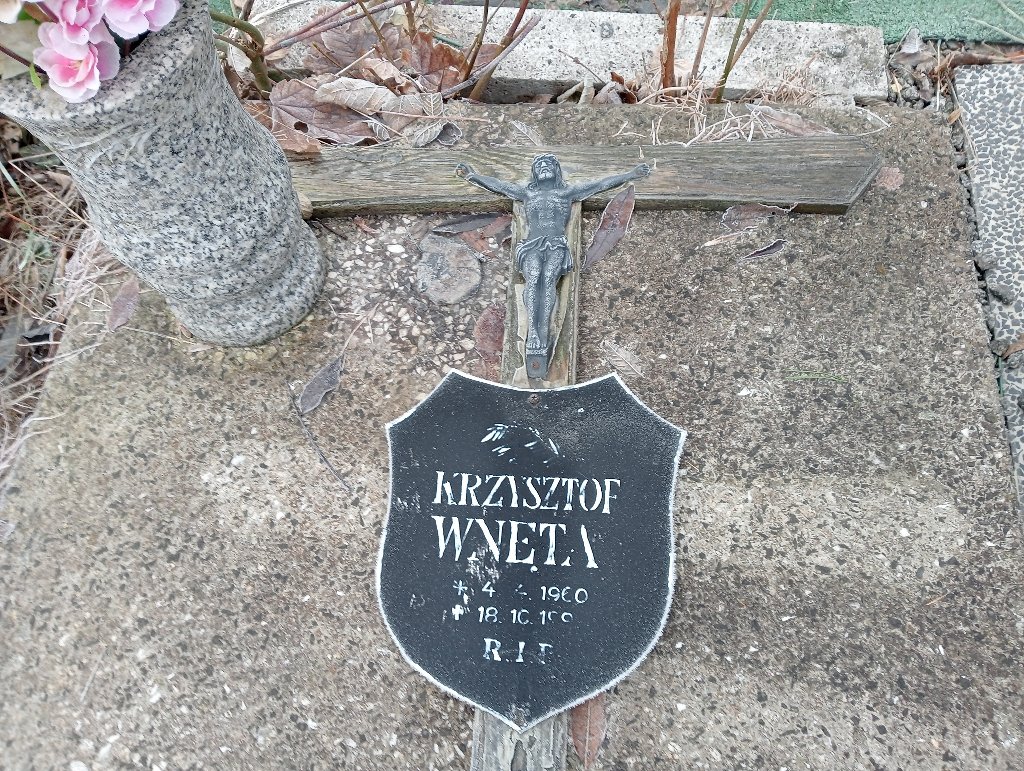 KRZYSZTOF
WNĘTA
* 4. 4. 1960
✝ 18. 10. 199
R.I.P